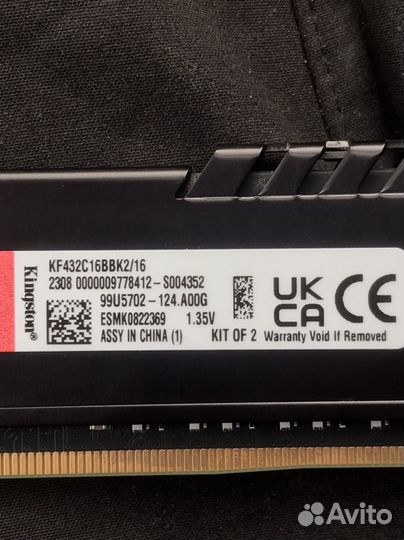 Kingston®
KF432C16BBK2/16
2308 0000009778412-S004352
99U5702-124.A00G
ESMK0822369 1.35V
ASSY IN CHINA (1) KIT OF 2 Warranty Void If Removed
UK
CA
CE
Avito